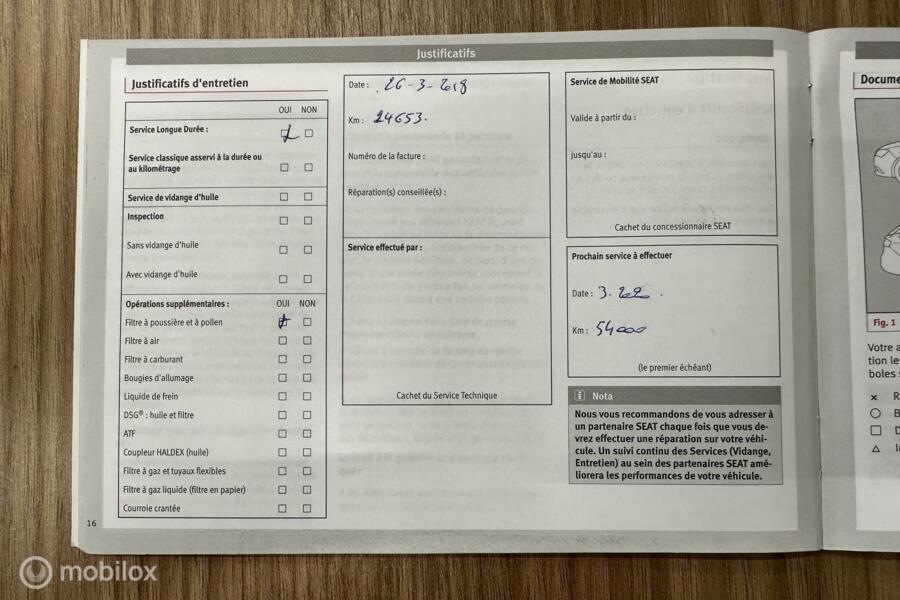 Justificatifs
Justificatifs d'entretien
OUI NON
Service Longue Durée :
Service classique asservi à la durée ou
au kilométrage
Service de vidange d'huile
Inspection
Sans vidange d'huile
Avec vidange d'huile
Opérations supplémentaires : OUI NON
Filtre à poussière et à pollen
Filtre à air
Filtre à carburant
Bougies d'allumage
Liquide de frein
DSG® : huile et filtre
ATF
Coupleur HALDEX (huile)
Filtre à gaz et tuyaux flexibles
Filtre à gaz liquide (filtre en papier)
Courroie crantée
16
Date : 26-3-2018
Km : 24653.
Numéro de la facture :
Réparation(s) conseillée(s) :
Service effectué par :
Cachet du Service Technique
Service de Mobilité SEAT
Valide à partir du :
jusqu'au :
Cachet du concessionnaire SEAT
Prochain service à effectuer
Date : 3.2020.
Km : 54000
(le premier échéant)
i Nota
Nous vous recommandons de vous adresser à
un partenaire SEAT chaque fois que vous de-
vrez effectuer une réparation sur votre véhi-
cule. Un suivi continu des Services (Vidange,
Entretien) au sein des partenaires SEAT amé-
liorera les performances de votre véhicule.
Docume
Fig. 1
Votre a
tion le
boles s
mobilox